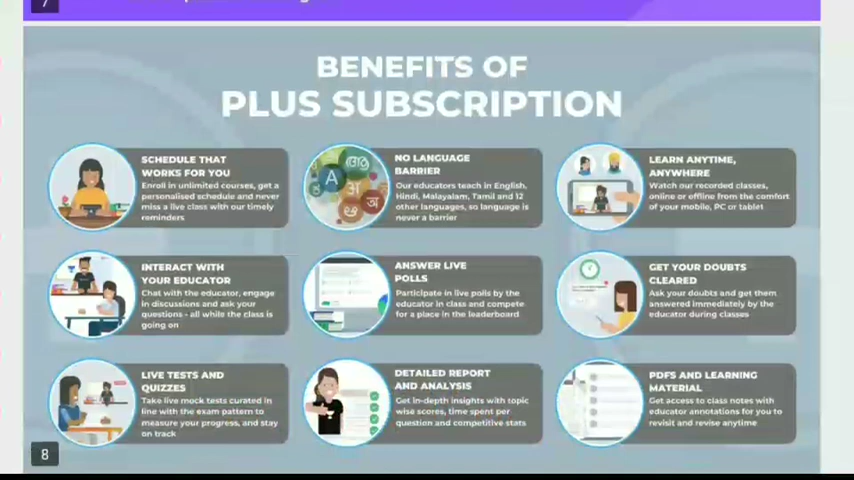 7
BENEFITS OF
PLUS SUBSCRIPTION
SCHEDULE THAT
WORKS FOR YOU
Enroll in unlimited courses, get a
personalised schedule and never
miss a live class with our timely
reminders
NO LANGUAGE
BARRIER
Our educators teach in English,
Hindi, Malayalam, Tamil and 12
other languages, so language is
never a barrier
A
ആ
अ
LEARN ANYTIME,
ANYWHERE
Watch our recorded classes,
online or offline from the comfort
of your mobile, PC or tablet
INTERACT WITH
YOUR EDUCATOR
Chat with the educator, engage
in discussions and ask your
questions - all while the class is
going on
ANSWER LIVE
POLLS
Participate in live polls by the
educator in class and compete
for a place in the leaderboard
GET YOUR DOUBTS
CLEARED
Ask your doubts and get them
answered immediately by the
educator during classes
LIVE TESTS AND
QUIZZES
Take live mock tests curated in
line with the exam pattern to
measure your progress, and stay
on track
DETAILED REPORT
AND ANALYSIS
Get in-depth insights with topic
wise scores, time spent per
question and competitive stats
PDFS AND LEARNING
MATERIAL
Get access to class notes with
educator annotations for you to
revisit and revise anytime
8